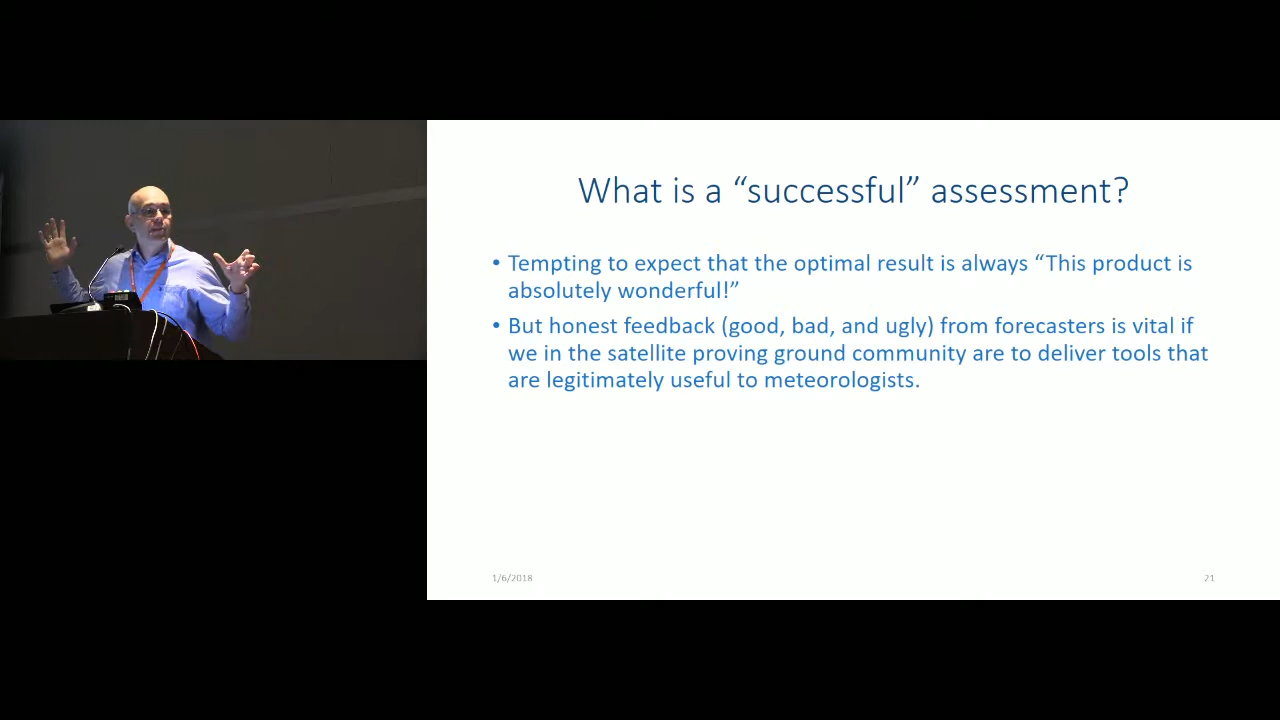 What is a “successful” assessment?
• Tempting to expect that the optimal result is always “This product is
absolutely wonderful!”
• But honest feedback (good, bad, and ugly) from forecasters is vital if
we in the satellite proving ground community are to deliver tools that
are legitimately useful to meteorologists.
1/6/2018
21